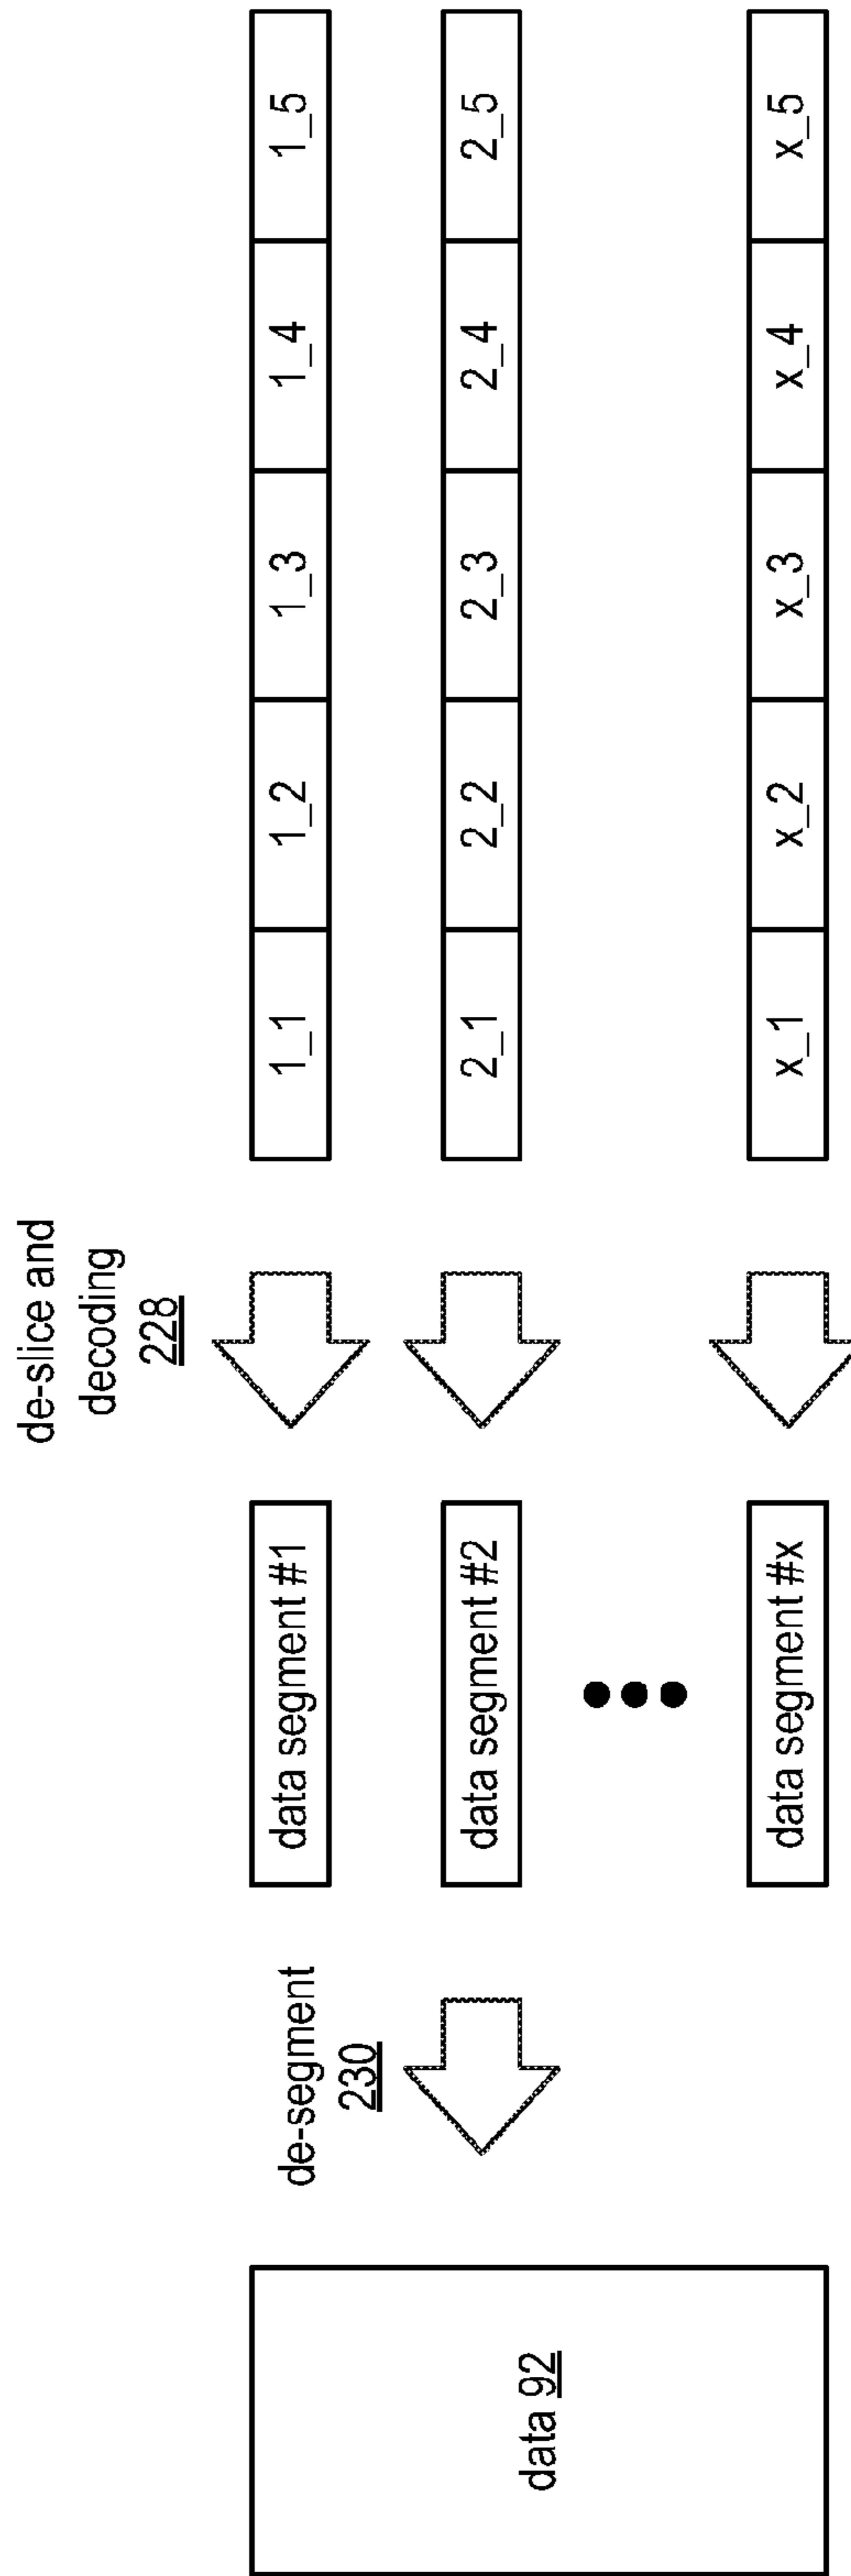 de-slice and
decoding
228
de-segment
230
data 92
data segment #1
1_1
1_2
1_3
1_4
1_5
data segment #2
2_1
2_2
2_3
2_4
2_5
data segment #x
x_1
x_2
x_3
x_4
x_5